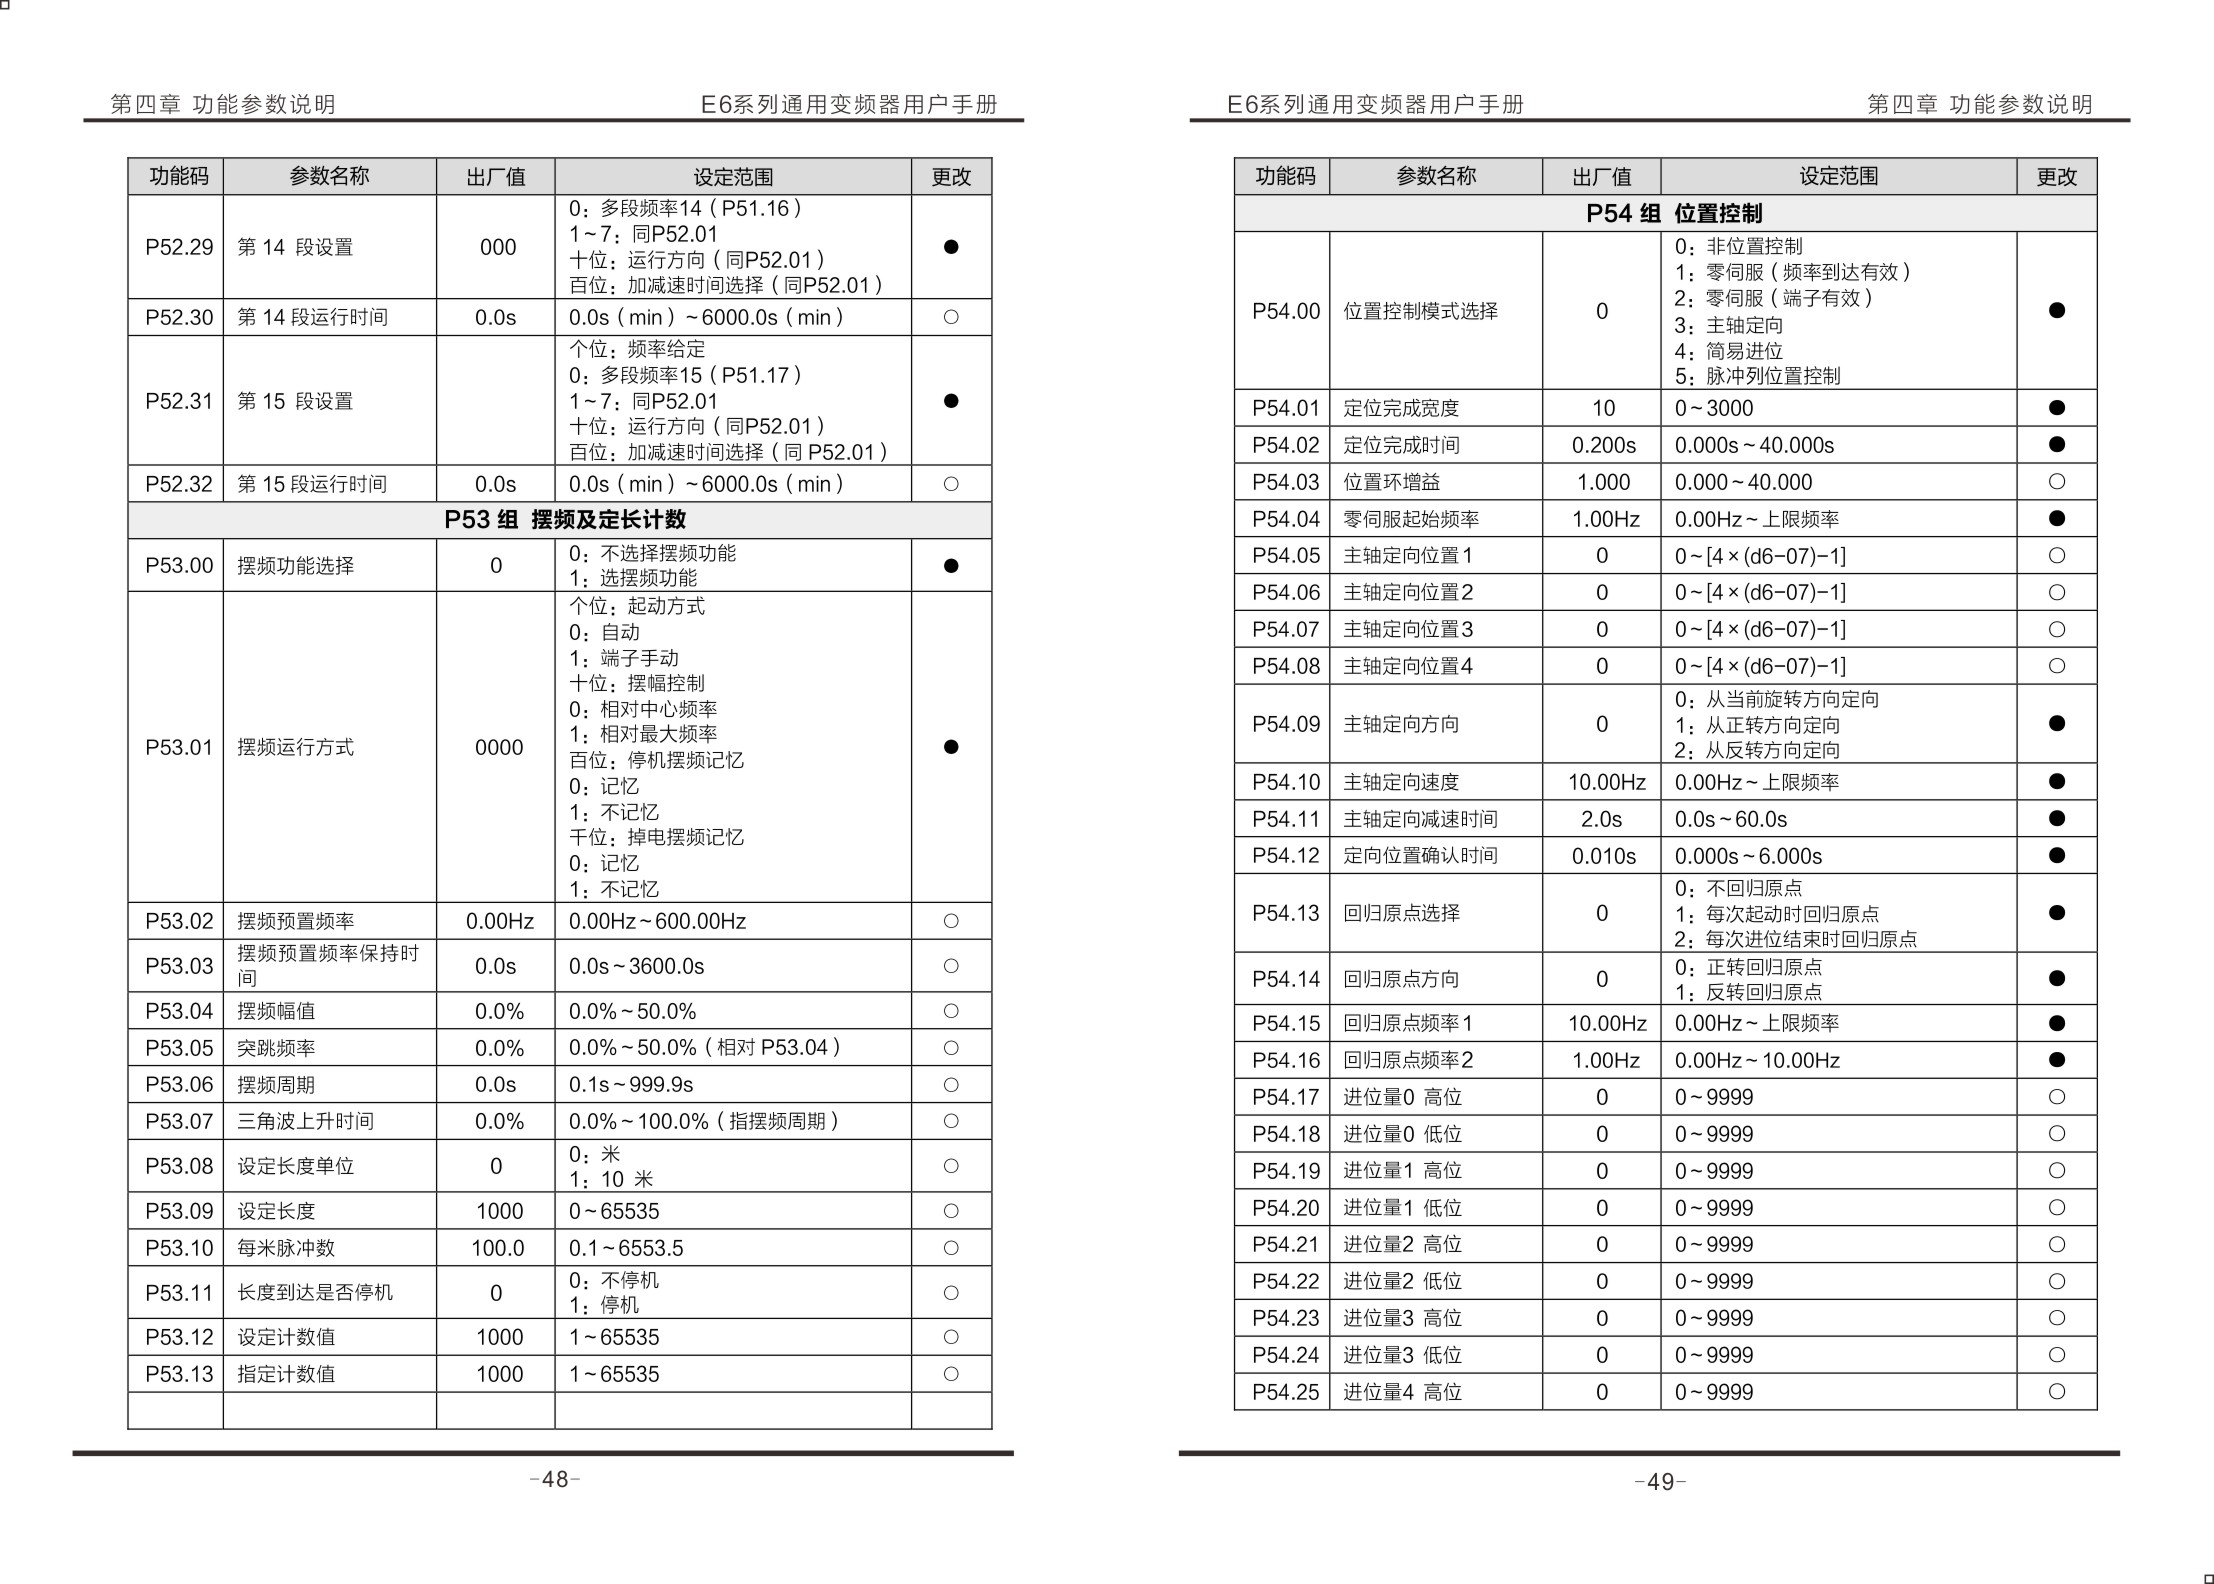 第四章 功能参数说明 E6系列通用变频器用户手册
功能码 参数名称 出厂值 设定范围 更改
P52.29 第 14 段设置 000 0：多段频率14（P51.16）
1~7：同P52.01
十位：运行方向（同P52.01）
百位：加减速时间选择（同P52.01） ●
P52.30 第 14 段运行时间 0.0s 0.0s（min）~6000.0s（min） ○
P52.31 第 15 段设置 个位：频率给定
0：多段频率15（P51.17）
1~7：同P52.01
十位：运行方向（同P52.01）
百位：加减速时间选择（同 P52.01） ●
P52.32 第 15 段运行时间 0.0s 0.0s（min）~6000.0s（min） ○
P53 组 摆频及定长计数
P53.00 摆频功能选择 0 0：不选择摆频功能
1：选摆频功能 ●
P53.01 摆频运行方式 0000 个位：起动方式
0：自动
1：端子手动
十位：摆幅控制
0：相对中心频率
1：相对最大频率
百位：停机摆频记忆
0：记忆
1：不记忆
千位：掉电摆频记忆
0：记忆
1：不记忆 ●
P53.02 摆频预置频率 0.00Hz 0.00Hz~600.00Hz ○
P53.03 摆频预置频率保持时
间 0.0s 0.0s~3600.0s ○
P53.04 摆频幅值 0.0% 0.0%~50.0% ○
P53.05 突跳频率 0.0% 0.0%~50.0%（相对 P53.04） ○
P53.06 摆频周期 0.0s 0.1s~999.9s ○
P53.07 三角波上升时间 0.0% 0.0%~100.0%（指摆频周期） ○
P53.08 设定长度单位 0 0：米
1：10 米 ○
P53.09 设定长度 1000 0~65535 ○
P53.10 每米脉冲数 100.0 0.1~6553.5 ○
P53.11 长度到达是否停机 0 0：不停机
1：停机 ○
P53.12 设定计数值 1000 1~65535 ○
P53.13 指定计数值 1000 1~65535 ○
-48-
E6系列通用变频器用户手册 第四章 功能参数说明
功能码 参数名称 出厂值 设定范围 更改
P54 组 位置控制
P54.00 位置控制模式选择 0 0：非位置控制
1：零伺服（频率到达有效）
2：零伺服（端子有效）
3：主轴定向
4：简易进位
5：脉冲列位置控制 ●
P54.01 定位完成宽度 10 0~3000 ●
P54.02 定位完成时间 0.200s 0.000s~40.000s ●
P54.03 位置环增益 1.000 0.000~40.000 ○
P54.04 零伺服起始频率 1.00Hz 0.00Hz~上限频率 ●
P54.05 主轴定向位置1 0 0~[4×(d6-07)-1] ○
P54.06 主轴定向位置2 0 0~[4×(d6-07)-1] ○
P54.07 主轴定向位置3 0 0~[4×(d6-07)-1] ○
P54.08 主轴定向位置4 0 0~[4×(d6-07)-1] ○
P54.09 主轴定向方向 0 0：从当前旋转方向定向
1：从正转方向定向
2：从反转方向定向 ●
P54.10 主轴定向速度 10.00Hz 0.00Hz~上限频率 ●
P54.11 主轴定向减速时间 2.0s 0.0s~60.0s ●
P54.12 定向位置确认时间 0.010s 0.000s~6.000s ●
P54.13 回归原点选择 0 0：不回归原点
1：每次起动时回归原点
2：每次进位结束时回归原点 ●
P54.14 回归原点方向 0 0：正转回归原点
1：反转回归原点 ●
P54.15 回归原点频率1 10.00Hz 0.00Hz~上限频率 ●
P54.16 回归原点频率2 1.00Hz 0.00Hz~10.00Hz ●
P54.17 进位量0 高位 0 0~9999 ○
P54.18 进位量0 低位 0 0~9999 ○
P54.19 进位量1 高位 0 0~9999 ○
P54.20 进位量1 低位 0 0~9999 ○
P54.21 进位量2 高位 0 0~9999 ○
P54.22 进位量2 低位 0 0~9999 ○
P54.23 进位量3 高位 0 0~9999 ○
P54.24 进位量3 低位 0 0~9999 ○
P54.25 进位量4 高位 0 0~9999 ○
-49-